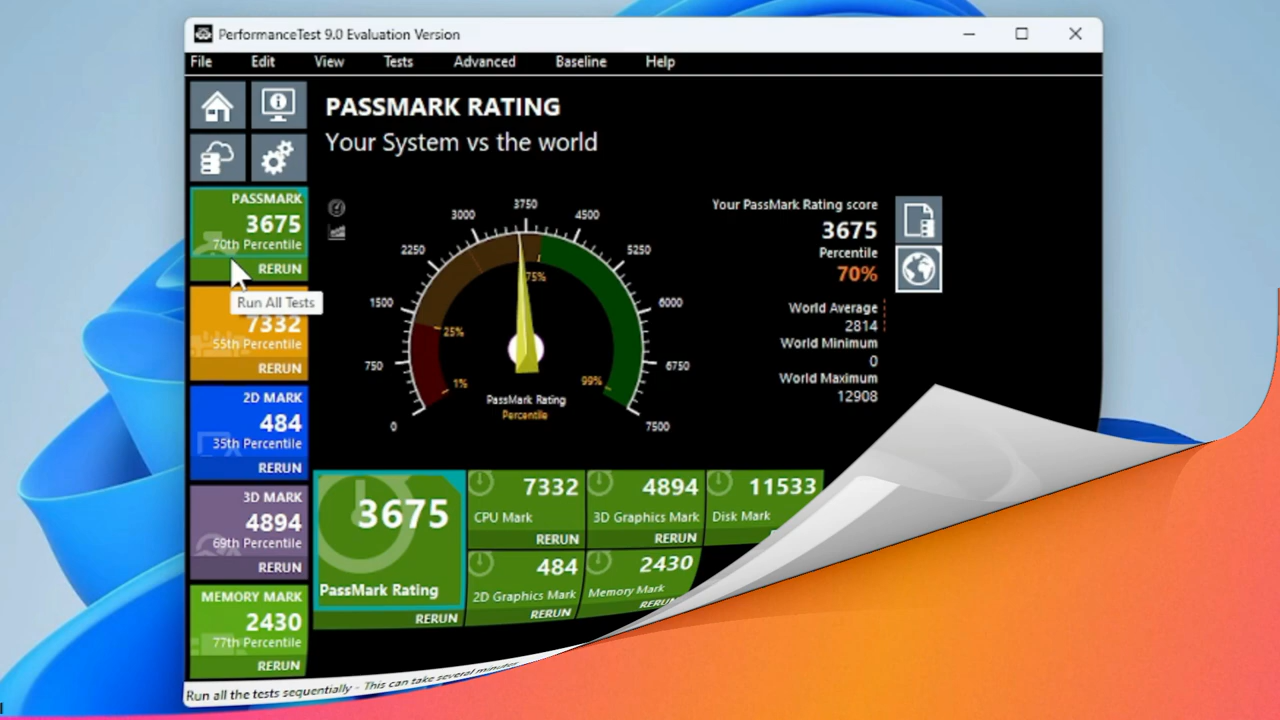 PerformanceTest 9.0 Evaluation Version
File Edit View Tests Advanced Baseline Help
PASSMARK RATING
Your System vs the world
PASSMARK
3675
70th Percentile
RERUN
Run All Tests
7332
55th Percentile
RERUN
2D MARK
484
35th Percentile
RERUN
3D MARK
4894
69th Percentile
RERUN
MEMORY MARK
2430
77th Percentile
RERUN
0
750
1500
2250
3000
3750
4500
5250
6000
6750
7500
1%
25%
75%
99%
PassMark Rating
Percentile
Your PassMark Rating score
3675
Percentile
70%
World Average
2814
World Minimum
0
World Maximum
12908
3675
PassMark Rating
RERUN
7332
CPU Mark
RERUN
4894
3D Graphics Mark
RERUN
11533
Disk Mark
484
2D Graphics Mark
RERUN
2430
Memory Mark
RERUN
Run all the tests sequentially - This can take several minutes